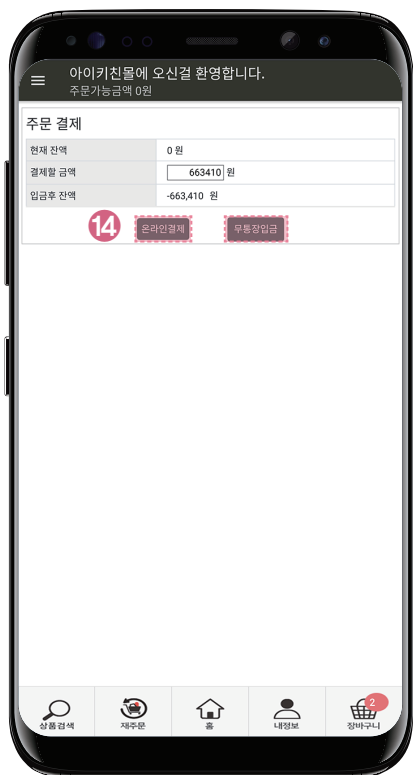 아이키친몰에 오신걸 환영합니다.
주문가능금액 0원
주문 결제
현재 잔액 0 원
결제할 금액 663410 원
입금후 잔액 -663,410 원
14 온라인결제 무통장입금
2
상품검색 재주문 홈 내정보 장바구니